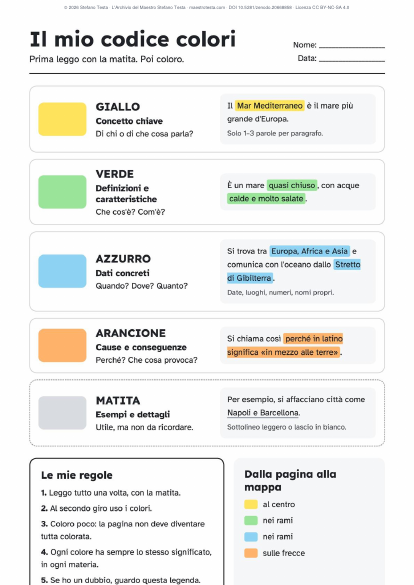 © 2026 Stefano Testa · L'Archivio del Maestro Stefano Testa · maestrotesta.com · DOI 10.5281/zenodo.20668688 · Licenza CC BY-NC-SA 4.0
Il mio codice colori
Prima leggo con la matita. Poi coloro.
Nome:
Data:
GIALLO
Concetto chiave
Di chi o di che cosa parla?
Il Mar Mediterraneo è il mare più
grande d'Europa.
Solo 1–3 parole per paragrafo.
VERDE
Definizioni e
caratteristiche
Che cos'è? Com'è?
È un mare quasi chiuso, con acque
calde e molto salate.
AZZURRO
Dati concreti
Quando? Dove? Quanto?
Si trova tra Europa, Africa e Asia e
comunica con l'oceano dallo Stretto
di Gibilterra.
Date, luoghi, numeri, nomi propri.
ARANCIONE
Cause e conseguenze
Perché? Che cosa provoca?
Si chiama così perché in latino
significa «in mezzo alle terre».
MATITA
Esempi e dettagli
Utile, ma non da ricordare.
Per esempio, si affacciano città come
Napoli e Barcellona.
Sottolineo leggero o lascio in bianco.
Le mie regole
1. Leggo tutto una volta, con la matita.
2. Al secondo giro uso i colori.
3. Coloro poco: la pagina non deve diventare
tutta colorata.
4. Ogni colore ha sempre lo stesso significato,
in ogni materia.
5. Se ho un dubbio, guardo questa legenda.
Dalla pagina alla
mappa
al centro
nei rami
nei rami
sulle frecce